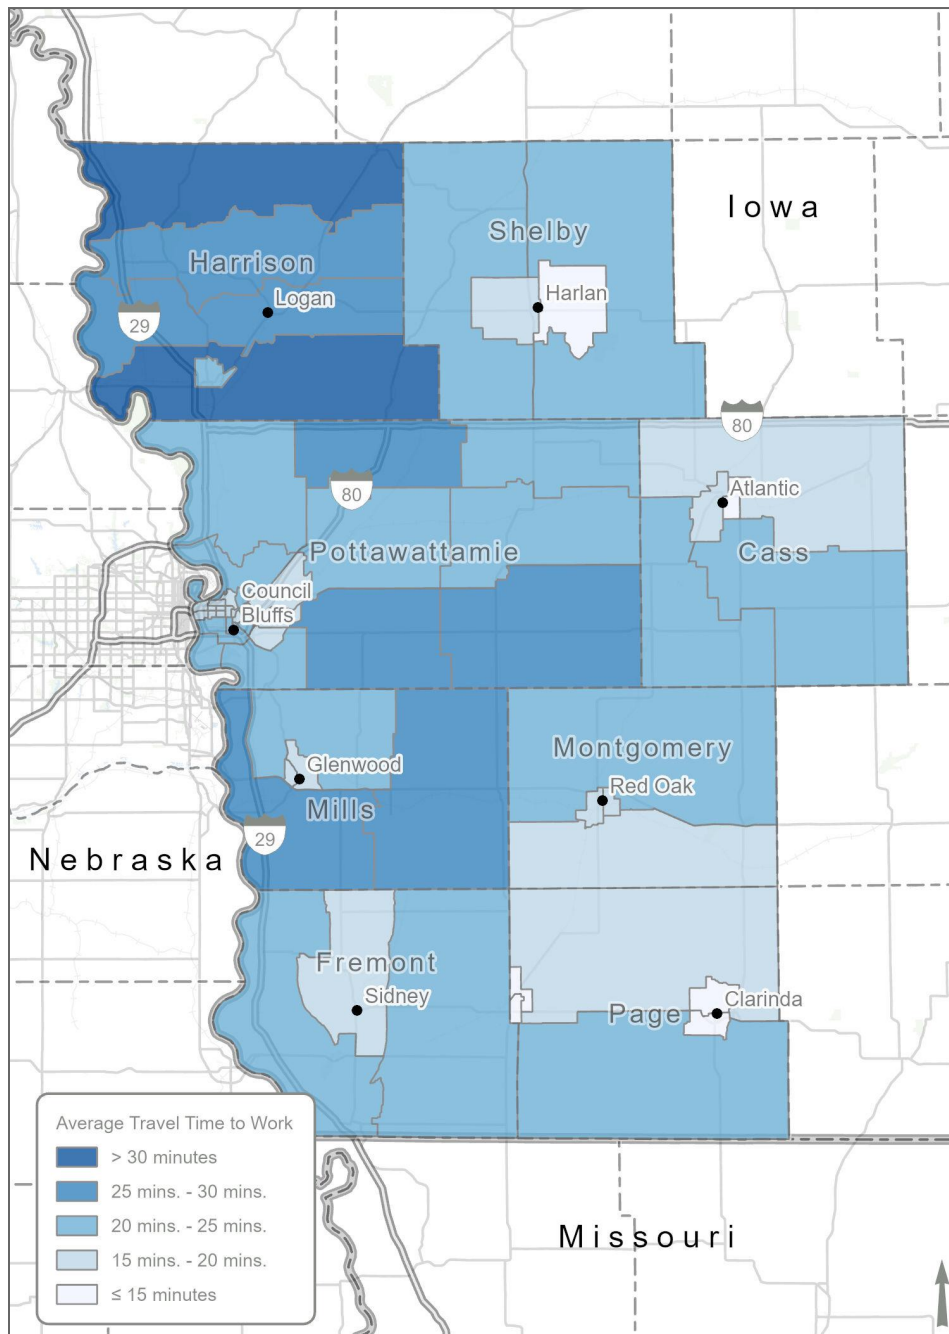 Iowa
Shelby
Harrison
Harlan
Logan
29
80
Atlantic
80
Pottawattamie
Cass
Council
Bluffs
Montgomery
Glenwood
Red Oak
Mills
29
Nebraska
Fremont
Sidney
Clarinda
Page
Average Travel Time to Work
> 30 minutes
25 mins. - 30 mins.
20 mins. - 25 mins.
15 mins. - 20 mins.
≤ 15 minutes
Missouri